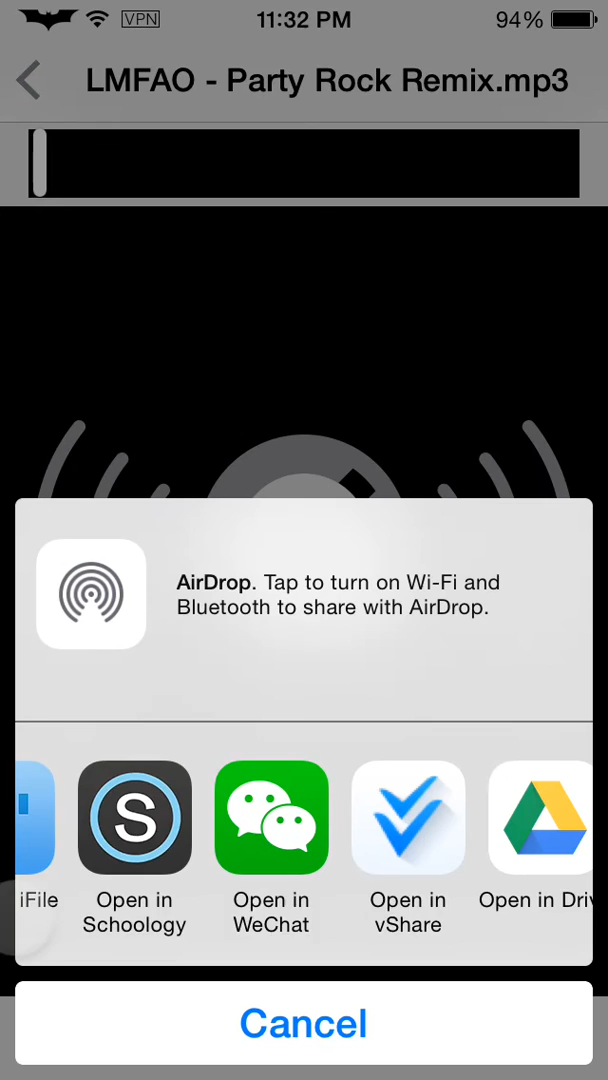 VPN 11:32 PM 94%
LMFAO - Party Rock Remix.mp3
AirDrop. Tap to turn on Wi-Fi and
Bluetooth to share with AirDrop.
S
iFile
Open in
Schoology
Open in
WeChat
Open in
vShare
Open in Driv
Cancel